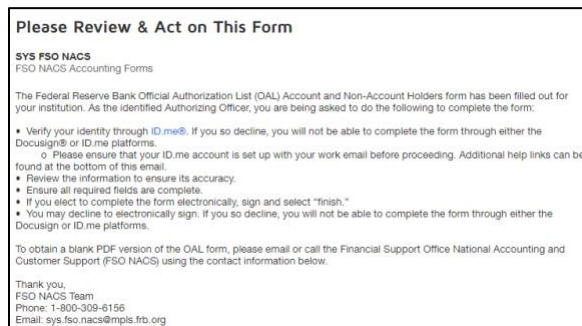 Please Review & Act on This Form
SYS FSO NACS
FSO NACS Accounting Forms
The Federal Reserve Bank Official Authorization List (OAL) Account and Non-Account Holders form has been filled out for
your institution. As the identified Authorizing Officer, you are being asked to do the following to complete the form:
• Verify your identity through ID.me®. If you so decline, you will not be able to complete the form through either the
Docusign® or ID.me platforms.
o Please ensure that your ID.me account is set up with your work email before proceeding. Additional help links can be
found at the bottom of this email.
• Review the information to ensure its accuracy.
• Ensure all required fields are complete.
• If you elect to complete the form electronically, sign and select "finish."
• You may decline to electronically sign. If you so decline, you will not be able to complete the form through either the
Docusign or ID.me platforms.
To obtain a blank PDF version of the OAL form, please email or call the Financial Support Office National Accounting and
Customer Support (FSO NACS) using the contact information below.
Thank you,
FSO NACS Team
Phone: 1-800-309-6156
Email: sys.fso.nacs@mpls.frb.org